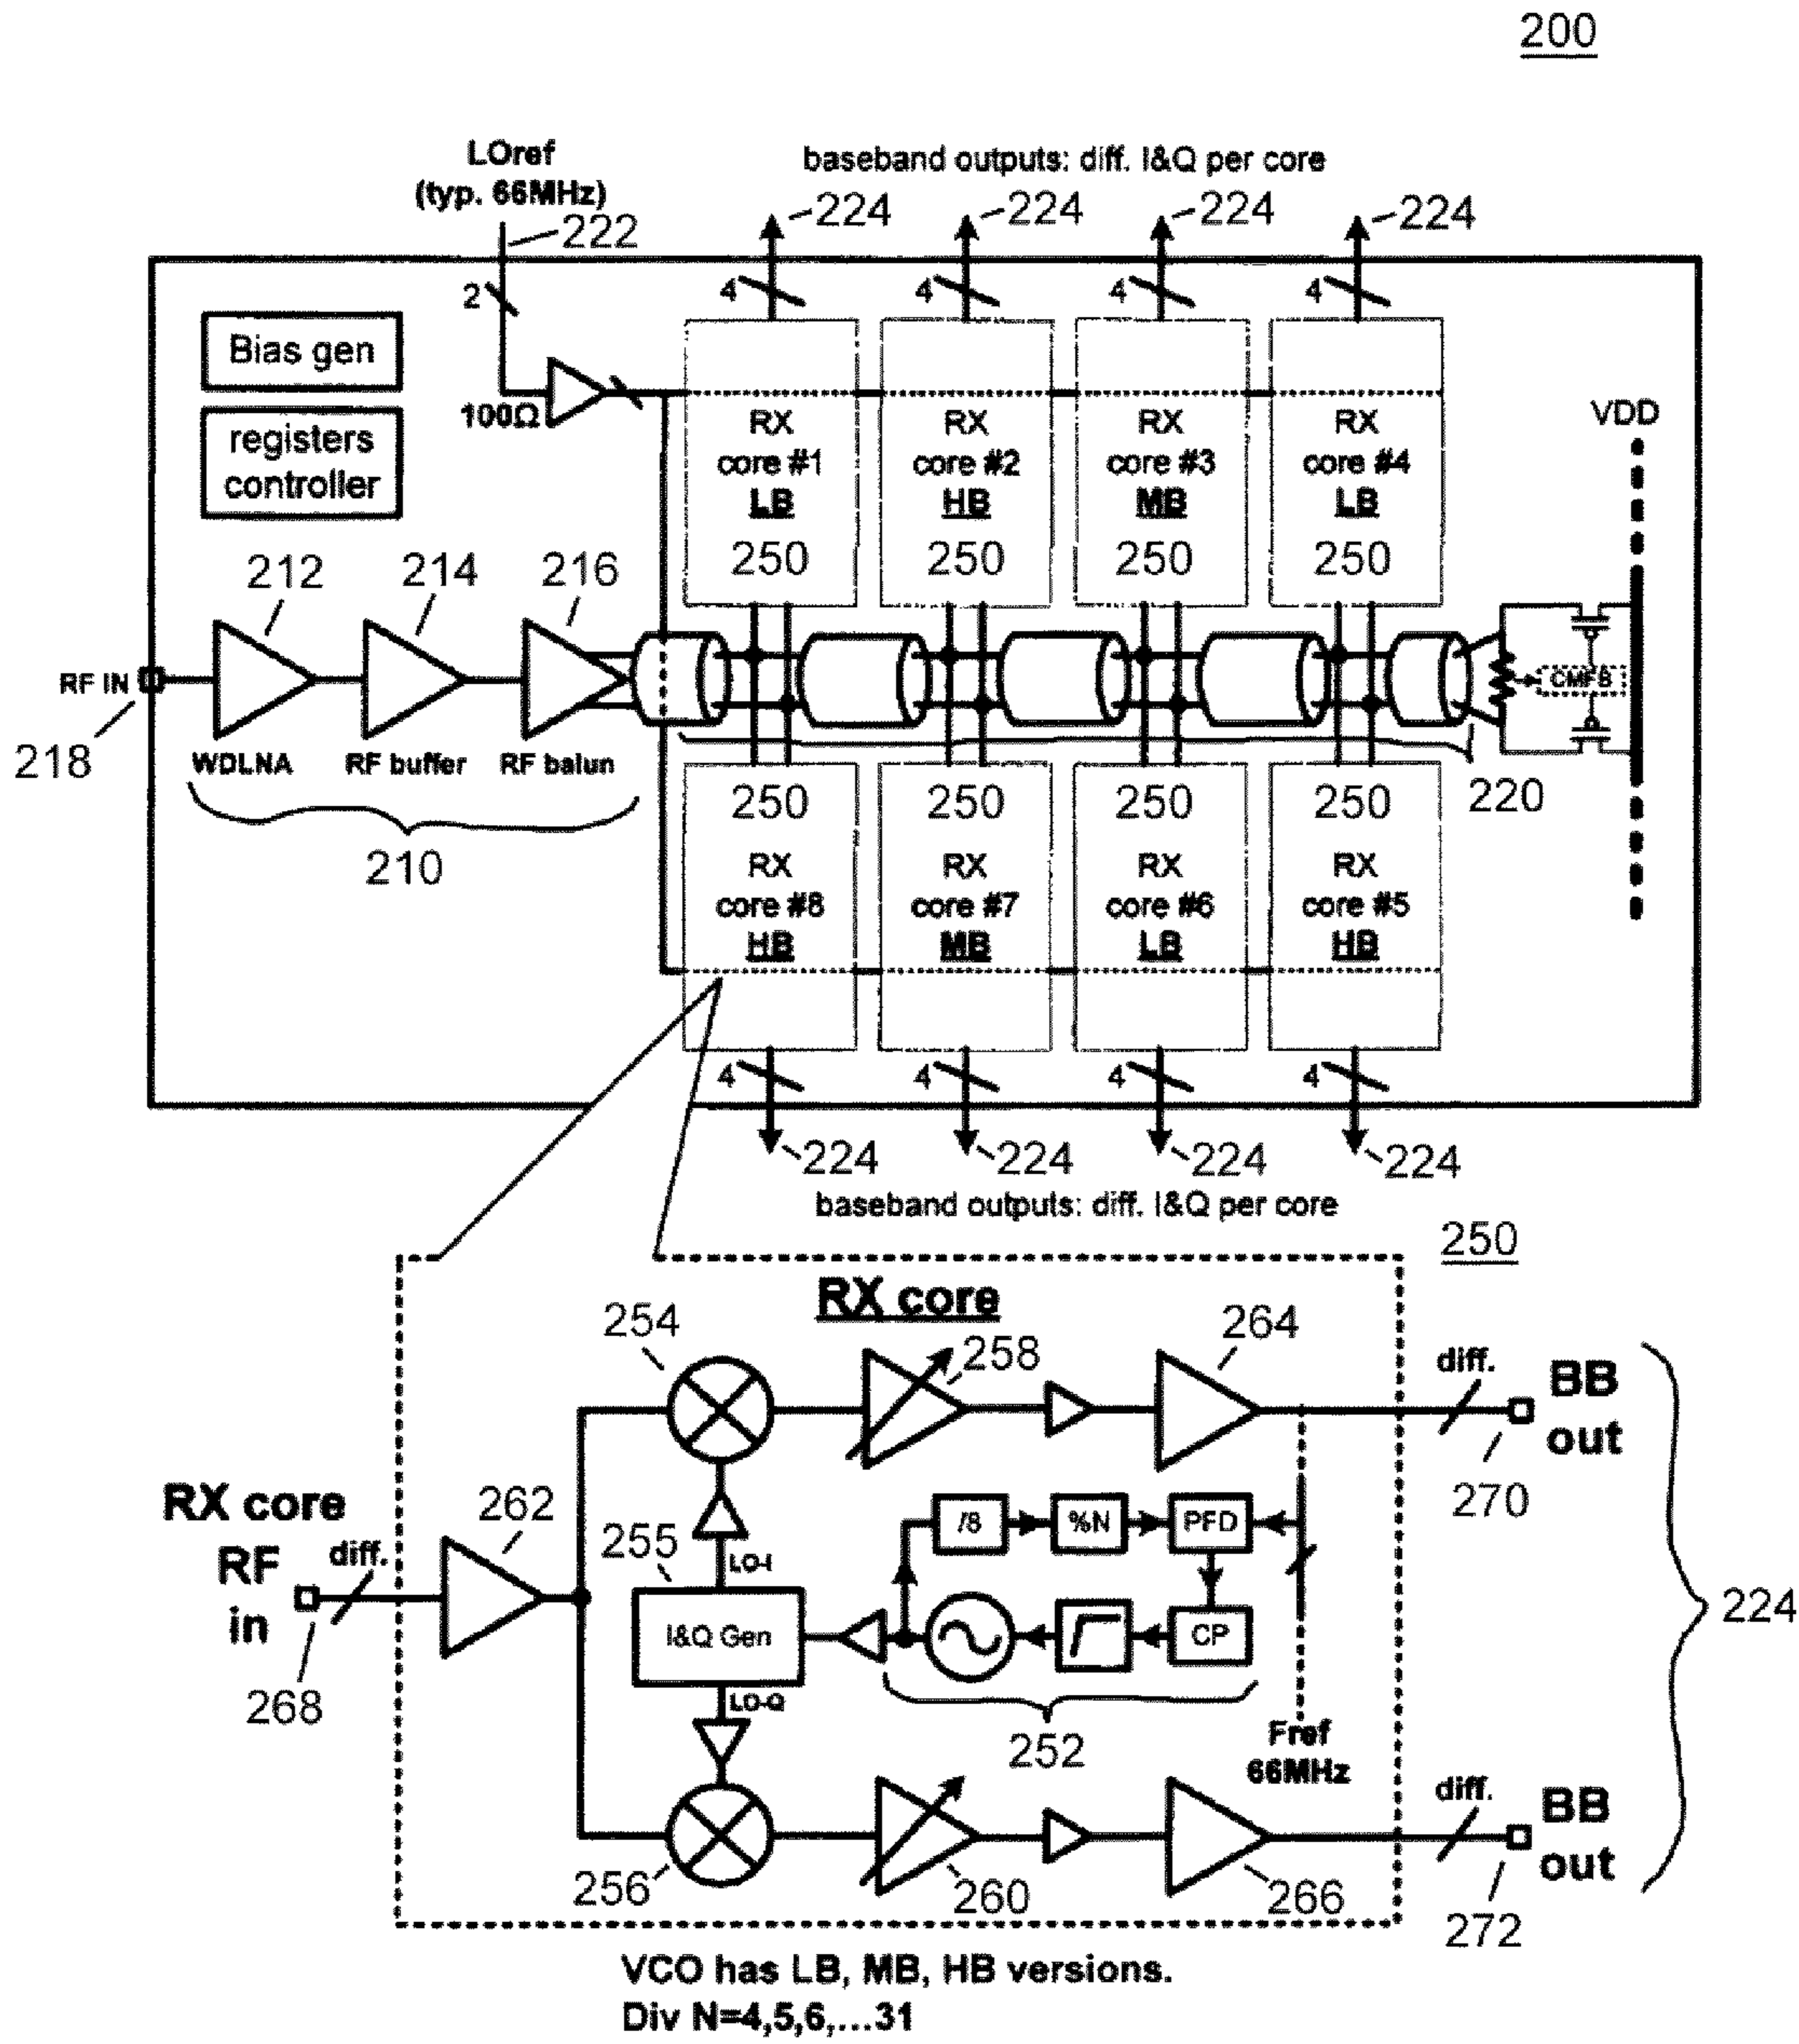 200
LOref
(typ. 66MHz)
222
2
100Ω
baseband outputs: diff. I&Q per core
224 224 224 224
4 4 4 4
Bias gen
registers
controller
RX
core #1
LB
250
RX
core #2
HB
250
RX
core #3
MB
250
RX
core #4
LB
250
VDD
CMFB
212 214 216
RF IN
218
WDLNA RF buffer RF balun
210
220
250
RX
core #8
HB
250
RX
core #7
MB
250
RX
core #6
LB
250
RX
core #5
HB
4 4 4 4
224 224 224 224
baseband outputs: diff. I&Q per core
250
RX core
254
258
264
diff.
BB
out
270
RX core
RF
in
diff.
268
262
255
LO-I
I&Q Gen
LO-Q
/8
%N
PFD
CP
252
Fref
66MHz
224
256
260
266
diff.
BB
out
272
VCO has LB, MB, HB versions.
Div N=4,5,6,...31